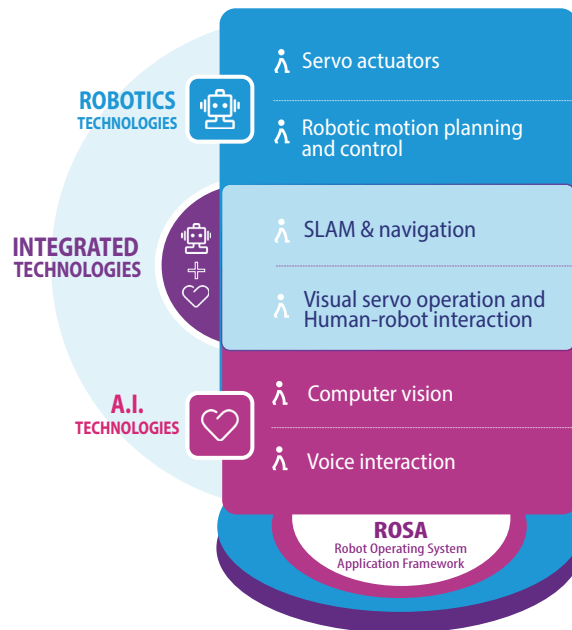 ROBOTICS
TECHNOLOGIES
Servo actuators
Robotic motion planning
and control
INTEGRATED
TECHNOLOGIES
SLAM & navigation
Visual servo operation and
Human-robot interaction
A.I.
TECHNOLOGIES
Computer vision
Voice interaction
ROSA
Robot Operating System
Application Framework